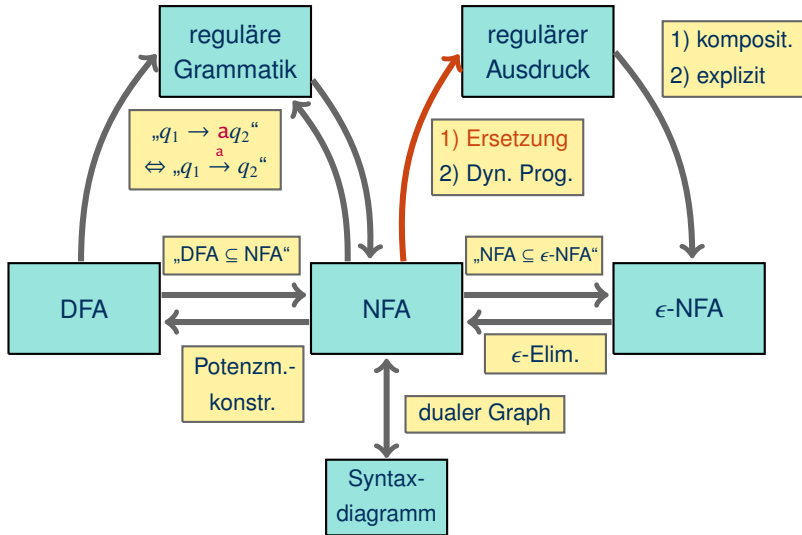 reguläre
Grammatik
regulärer
Ausdruck
1) komposit.
2) explizit
„q₁ → aq₂“
⇔ „q₁ →ᵃ q₂“
1) Ersetzung
2) Dyn. Prog.
„DFA ⊆ NFA“
„NFA ⊆ ϵ-NFA“
DFA
NFA
ϵ-NFA
Potenzm.-
konstr.
ϵ-Elim.
dualer Graph
Syntax-
diagramm